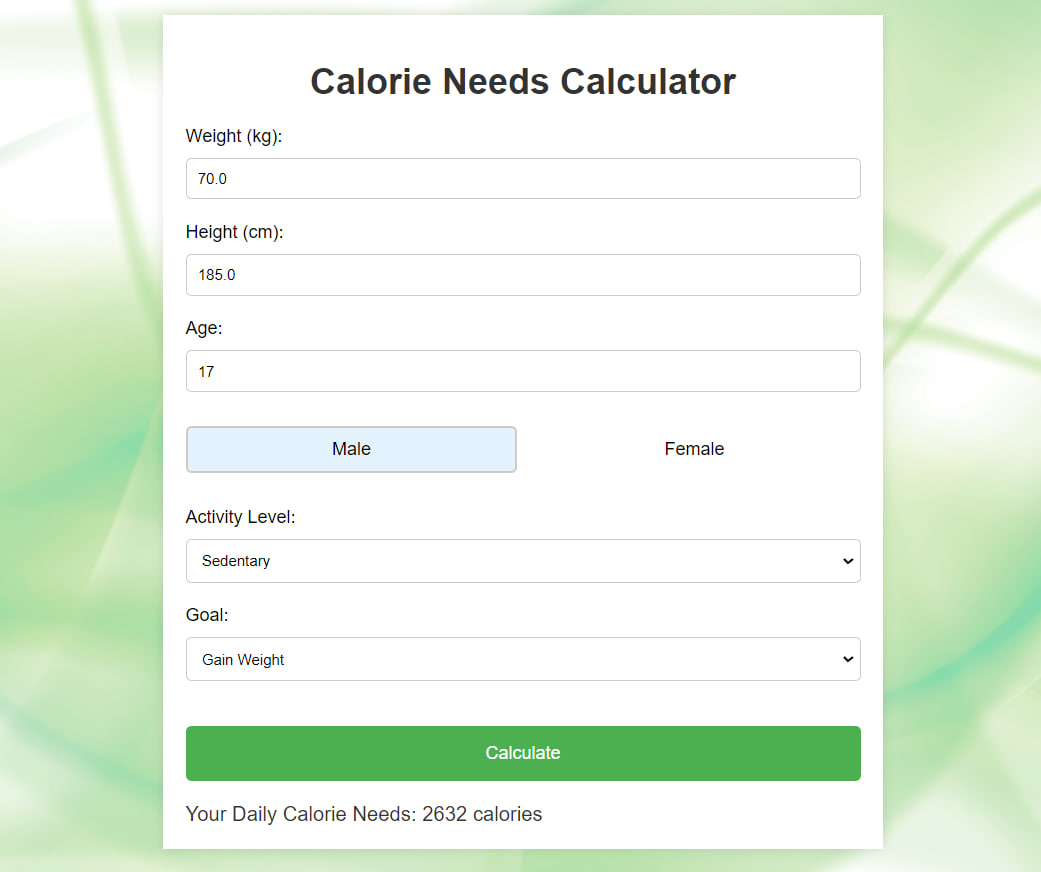 Calorie Needs Calculator
Weight (kg):
70.0
Height (cm):
185.0
Age:
17
Male Female
Activity Level:
Sedentary
Goal:
Gain Weight
Calculate
Your Daily Calorie Needs: 2632 calories